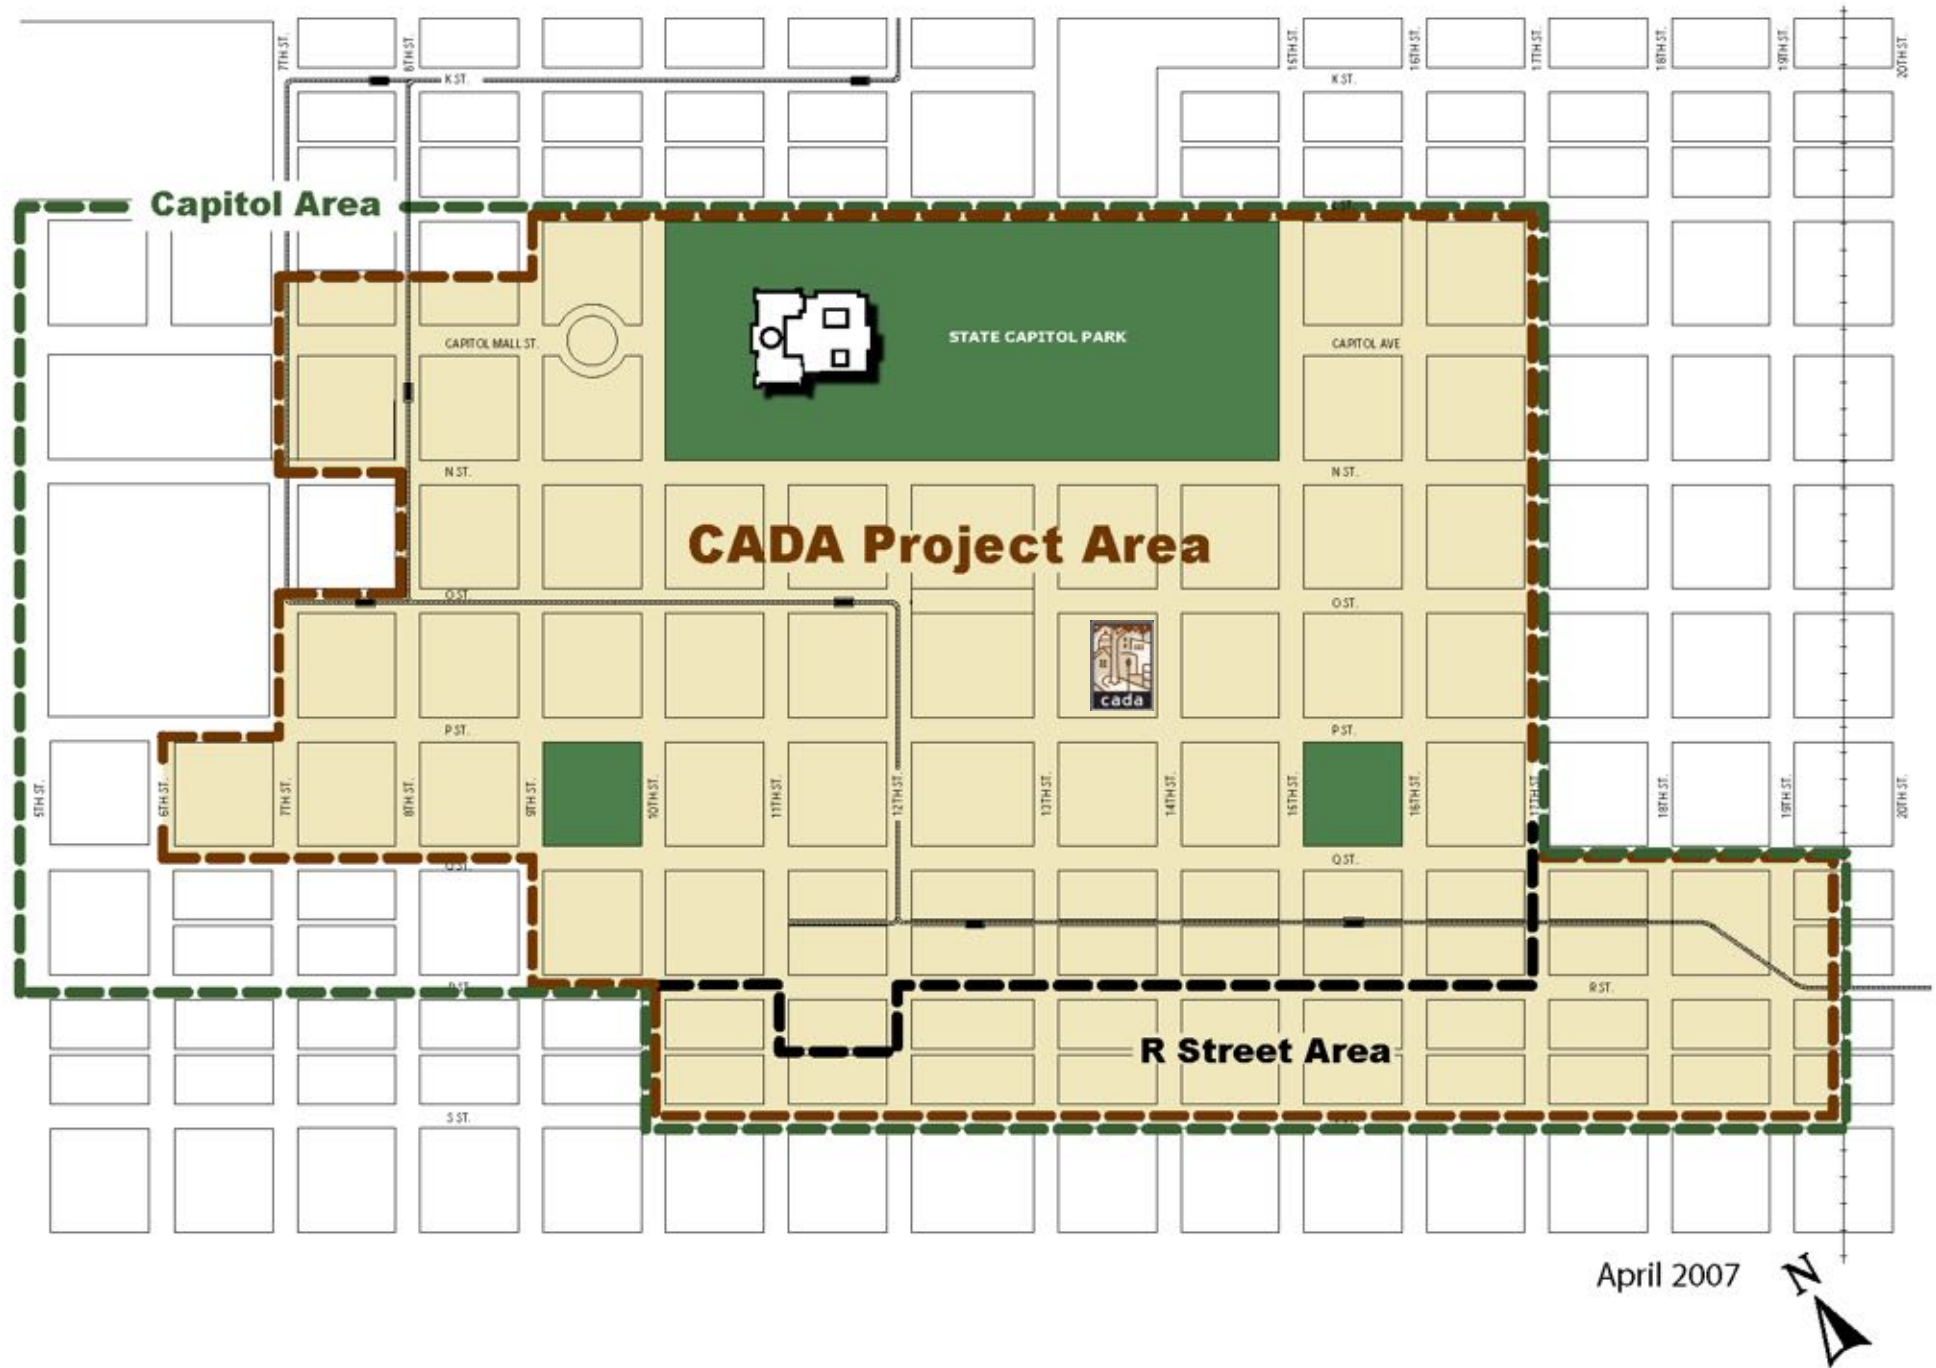 7TH ST.
8TH ST.
15TH ST.
16TH ST.
17TH ST.
18TH ST.
19TH ST.
20TH ST.
K ST.
K ST.
Capitol Area
STATE CAPITOL PARK
CAPITOL MALL ST.
CAPITOL AVE
N ST.
N ST.
CADA Project Area
O ST.
O ST.
cada
P ST.
P ST.
5TH ST.
6TH ST.
7TH ST.
8TH ST.
9TH ST.
10TH ST.
11TH ST.
12TH ST.
13TH ST.
14TH ST.
15TH ST.
16TH ST.
17TH ST.
18TH ST.
19TH ST.
20TH ST.
Q ST.
Q ST.
R ST.
R ST.
R Street Area
S ST.
April 2007
N